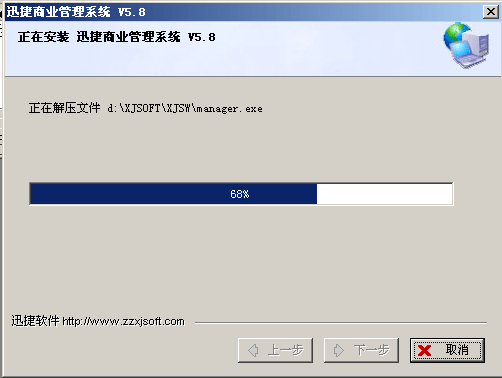 迅捷商业管理系统 V5.8
正在安装 迅捷商业管理系统 V5.8
正在解压文件 d:\XJSOFT\XJSW\manager.exe
68%
迅捷软件 http://www.zzxjsoft.com
上一步 下一步 取消